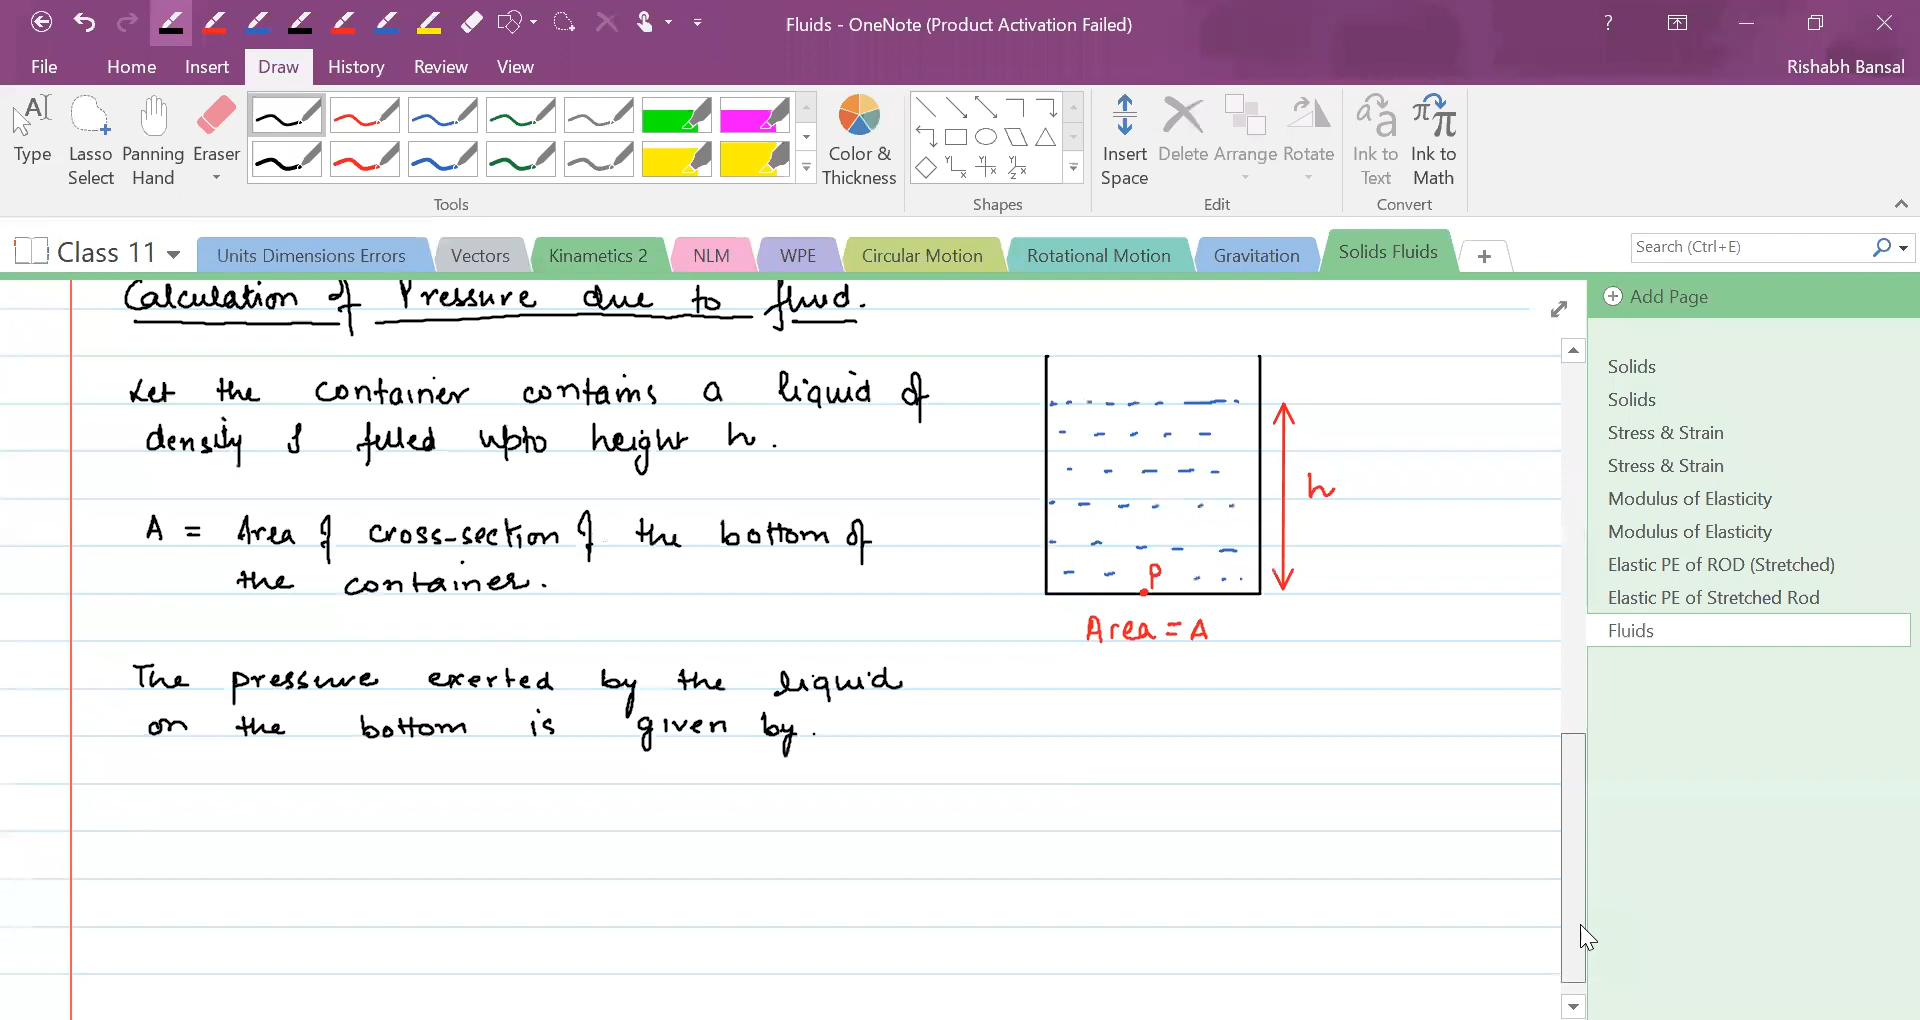 Fluids - OneNote (Product Activation Failed)
?
File Home Insert Draw History Review View
Rishabh Bansal
Type
Lasso Select
Panning Hand
Eraser
Color & Thickness
Insert Space
Delete
Arrange
Rotate
Ink to Text
Ink to Math
Tools
Shapes
Edit
Convert
Class 11
Units Dimensions Errors
Vectors
Kinametics 2
NLM
WPE
Circular Motion
Rotational Motion
Gravitation
Solids Fluids
+
Search (Ctrl+E)
Add Page
Solids
Solids
Stress & Strain
Stress & Strain
Modulus of Elasticity
Modulus of Elasticity
Elastic PE of ROD (Stretched)
Elastic PE of Stretched Rod
Fluids
Calculation of Pressure due to fluid.
Let the container contains a liquid of
density ρ filled upto height h.
A = Area of cross-section of the bottom of
the container.
The pressure exerted by the liquid
on the bottom is given by.
h
P
Area = A